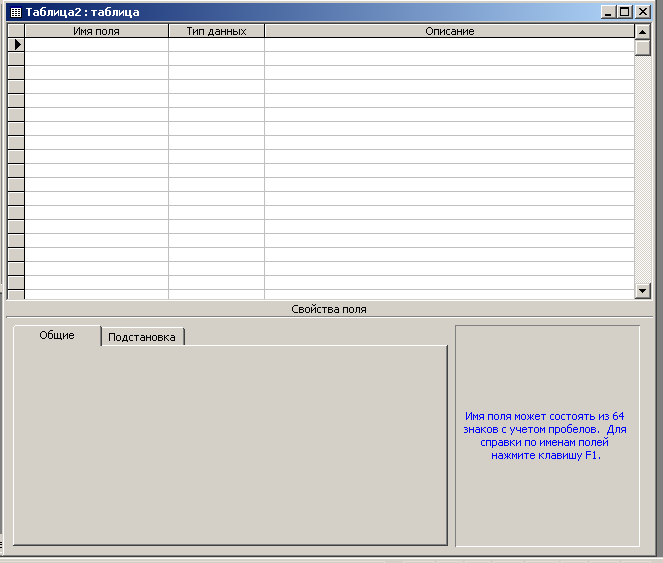 Таблица2 : таблица
Имя поля Тип данных Описание
Свойства поля
Общие Подстановка
Имя поля может состоять из 64
знаков с учетом пробелов. Для
справки по именам полей
нажмите клавишу F1.